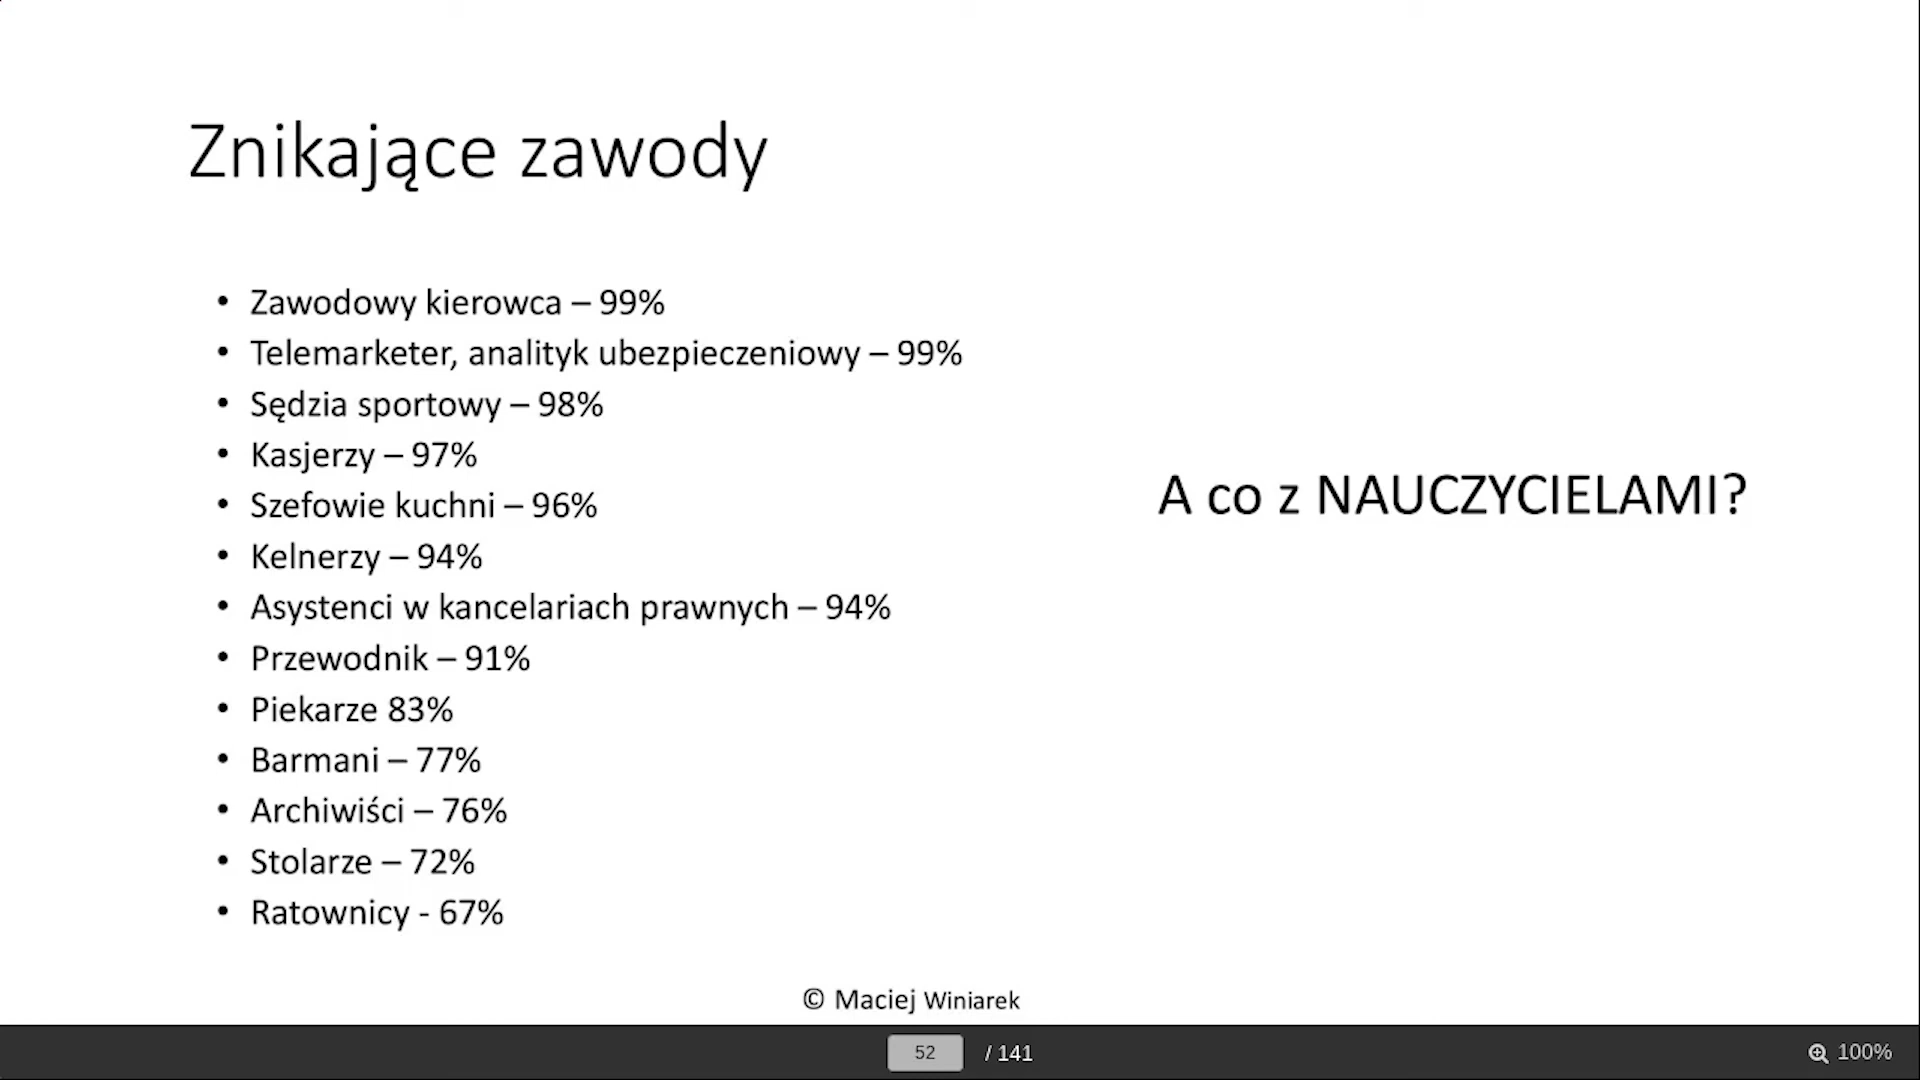 Znikające zawody
• Zawodowy kierowca – 99%
• Telemarketer, analityk ubezpieczeniowy – 99%
• Sędzia sportowy – 98%
• Kasjerzy – 97%
• Szefowie kuchni – 96%
• Kelnerzy – 94%
• Asystenci w kancelariach prawnych – 94%
• Przewodnik – 91%
• Piekarze 83%
• Barmani – 77%
• Archiwiści – 76%
• Stolarze – 72%
• Ratownicy - 67%
A co z NAUCZYCIELAMI?
© Maciej Winiarek
52 / 141
100%